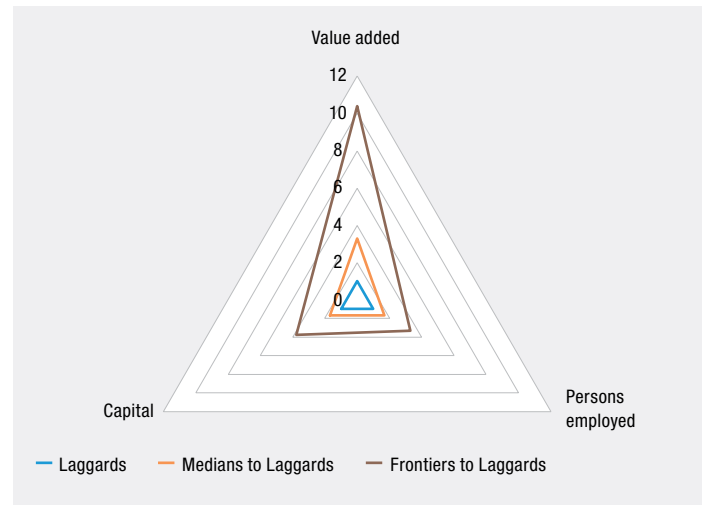 Value added
12
10
8
6
4
2
0
Capital
Persons
employed
Laggards
Medians to Laggards
Frontiers to Laggards